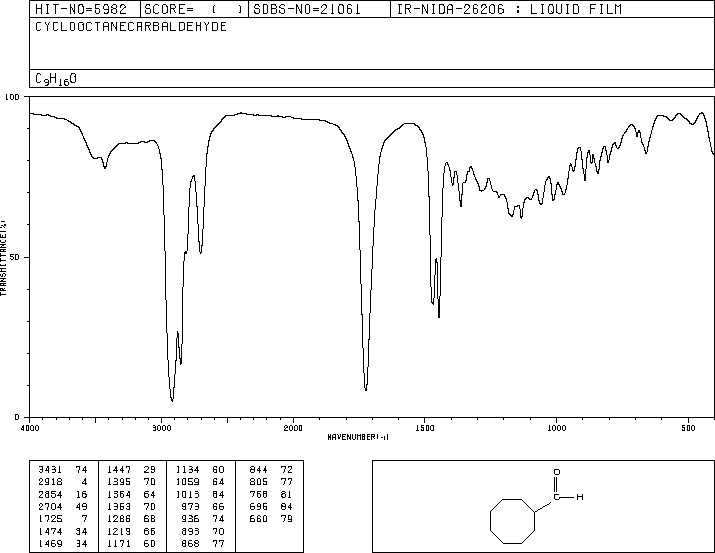 HIT-NO=5982 SCORE= ( ) SDBS-NO=21061 IR-NIDA-26206 : LIQUID FILM
CYCLOOCTANECARBALDEHYDE
C9H16O
100
50
0
TRANSMITTANCE(%)
4000 3000 2000 1500 1000 500
WAVENUMBER(-1)
3431 74 1447 29 1134 60 844 72
2918 4 1395 70 1059 64 805 77
2854 16 1364 64 1013 64 768 81
2704 49 1353 70 973 66 696 84
1725 7 1286 68 936 74 660 79
1474 34 1219 66 893 70
1469 34 1171 60 868 77
O
C H